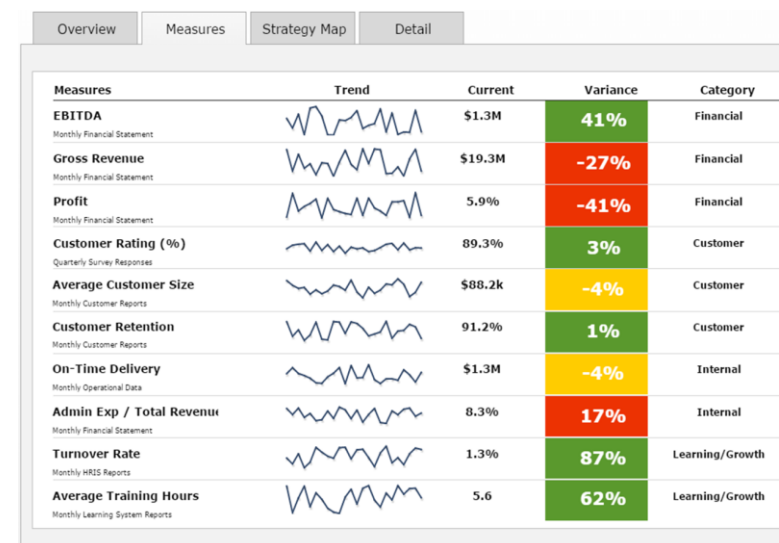 Overview Measures Strategy Map Detail
Measures Trend Current Variance Category
EBITDA $1.3M 41% Financial
Monthly Financial Statement
Gross Revenue $19.3M -27% Financial
Monthly Financial Statement
Profit 5.9% -41% Financial
Monthly Financial Statement
Customer Rating (%) 89.3% 3% Customer
Quarterly Survey Responses
Average Customer Size $88.2k -4% Customer
Monthly Customer Reports
Customer Retention 91.2% 1% Customer
Monthly Customer Reports
On-Time Delivery $1.3M -4% Internal
Monthly Operational Data
Admin Exp / Total Revenu 8.3% 17% Internal
Monthly Financial Statement
Turnover Rate 1.3% 87% Learning/Growth
Monthly HRIS Reports
Average Training Hours 5.6 62% Learning/Growth
Monthly Learning System Reports